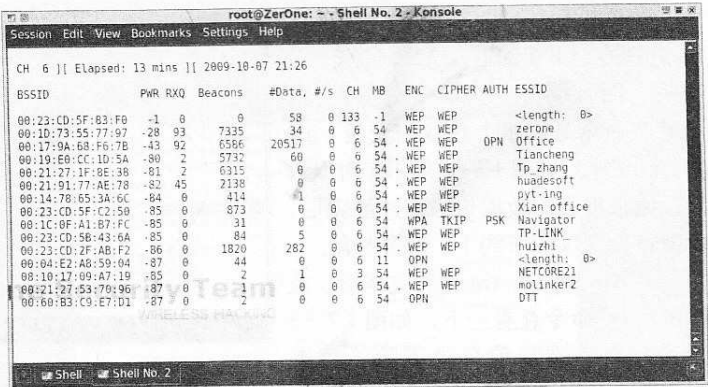 root@ZerOne: ~ - Shell No. 2 - Konsole
Session Edit View Bookmarks Settings Help
CH 6 ][ Elapsed: 13 mins ][ 2009-10-07 21:26
BSSID PWR RXQ Beacons #Data, #/s CH MB ENC CIPHER AUTH ESSID
00:23:CD:5F:83:F0 -1 0 0 58 0 133 -1 WEP WEP <length: 0>
00:1D:73:55:77:97 -28 93 7335 34 0 6 54 WEP WEP zerone
00:17:9A:68:F6:7B -43 92 6586 20517 0 6 54 . WEP WEP OPN Office
00:19:E0:CC:1D:5A -80 2 5732 60 0 6 54 . WEP WEP Tiancheng
00:21:27:1F:8E:38 -81 2 6315 0 0 6 54 . WEP WEP Tp_zhang
00:21:91:77:AE:78 -82 45 2138 0 0 6 54 . WEP WEP huadesoft
00:14:78:65:3A:6C -84 0 414 1 0 6 54 . WEP WEP pyt-ing
00:23:CD:5F:C2:50 -85 0 873 0 0 6 54 . WEP WEP Xian office
00:1C:0F:A1:B7:FC -85 0 31 0 0 6 54 . WPA TKIP PSK Navigator
00:23:CD:5B:43:6A -85 0 84 5 0 6 54 . WEP WEP TP-LINK_
00:23:CD:2F:AB:F2 -86 0 1820 282 0 6 54 . WEP WEP huizhi
00:04:E2:A8:59:04 -87 0 44 0 0 6 11 OPN <length: 0>
08:10:17:09:A7:19 -85 0 2 1 0 3 54 WEP WEP NETCORE21
00:21:27:53:70:96 -87 0 1 0 0 6 54 . WEP WEP molinker2
00:60:B3:C9:E7:D1 -87 0 2 0 0 6 54 OPN DTT
Team
WIRELESS HACKING
Shell Shell No. 2